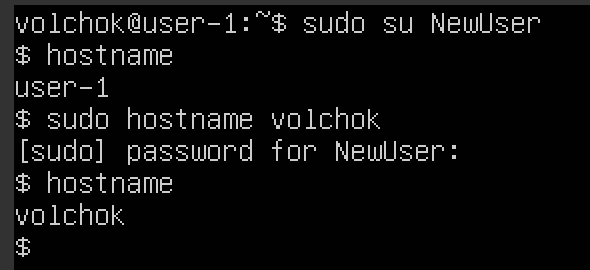 volchok@user-1:~$ sudo su NewUser
$ hostname
user-1
$ sudo hostname volchok
[sudo] password for NewUser:
$ hostname
volchok
$